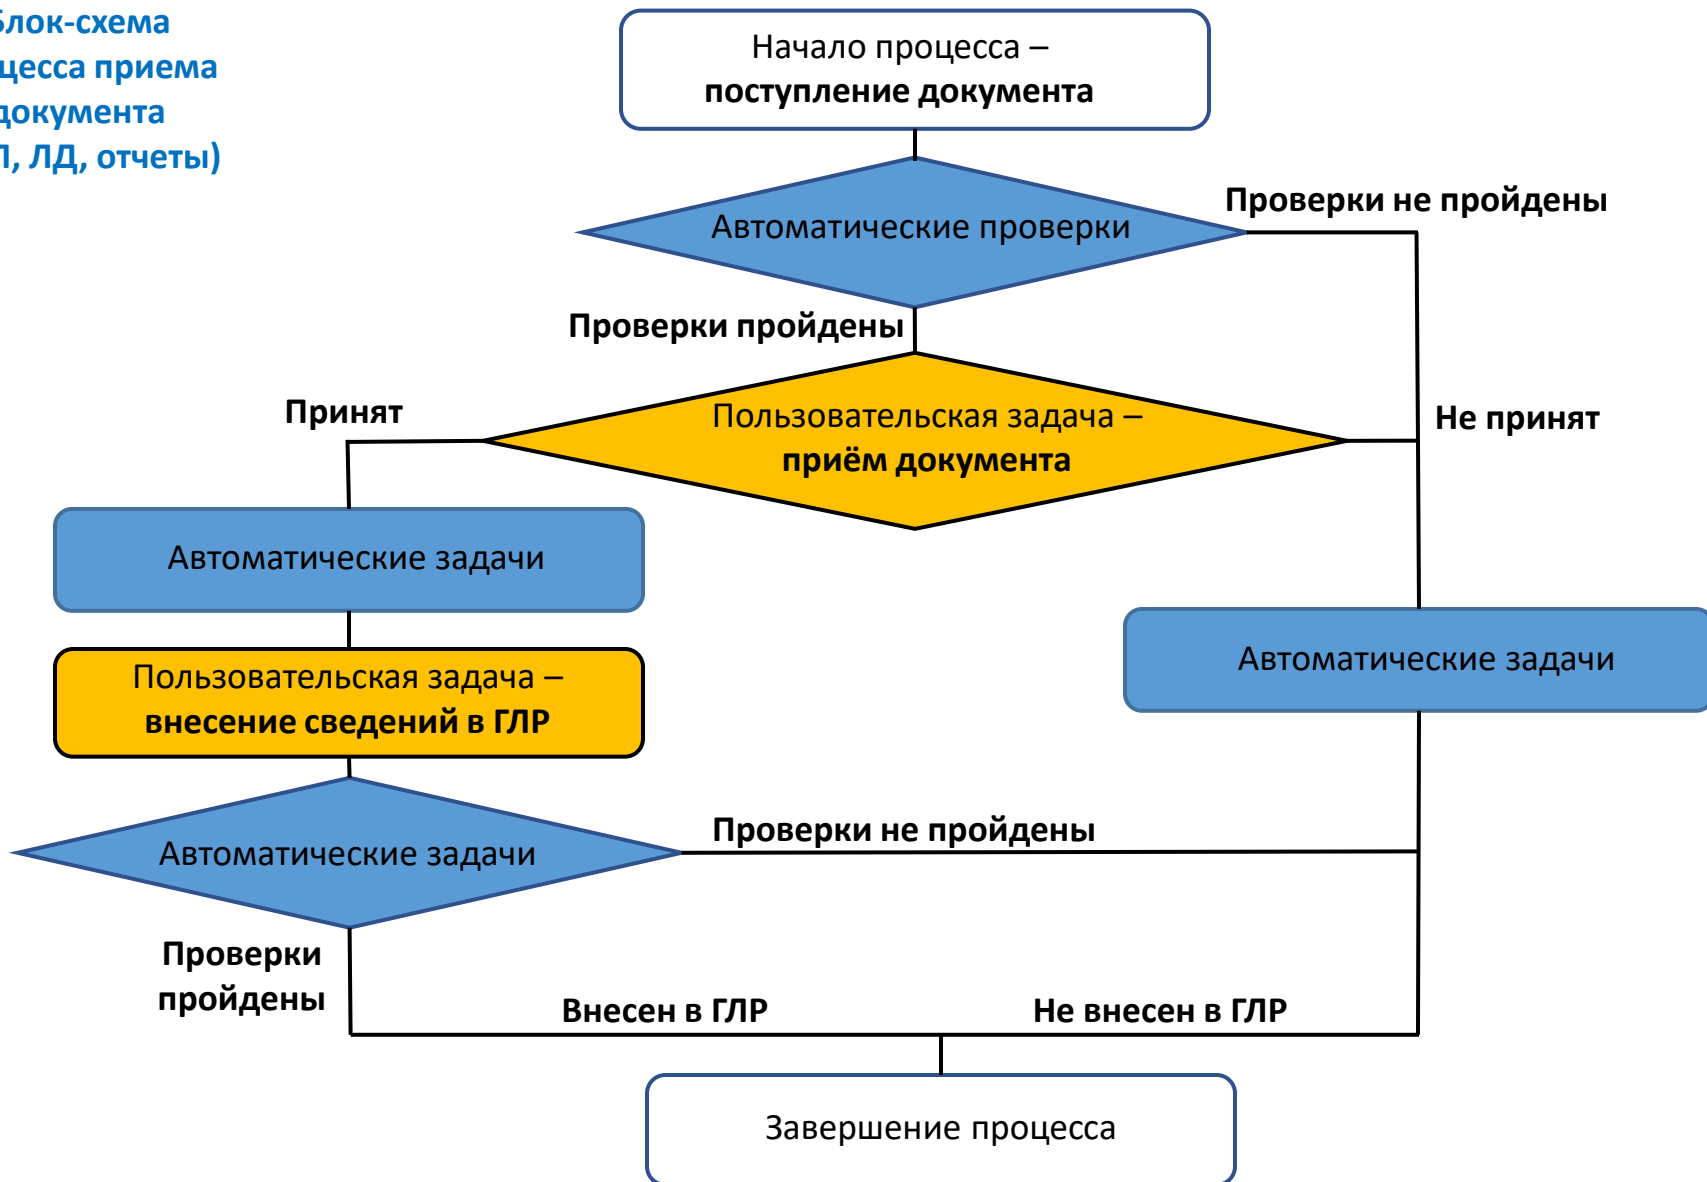 Блок-схема
цесса приема
документа
П, ЛД, отчеты)
Начало процесса –
поступление документа
Автоматические проверки
Проверки не пройдены
Проверки пройдены
Принят
Пользовательская задача –
приём документа
Не принят
Автоматические задачи
Автоматические задачи
Пользовательская задача –
внесение сведений в ГЛР
Автоматические задачи
Проверки не пройдены
Проверки
пройдены
Внесен в ГЛР
Не внесен в ГЛР
Завершение процесса